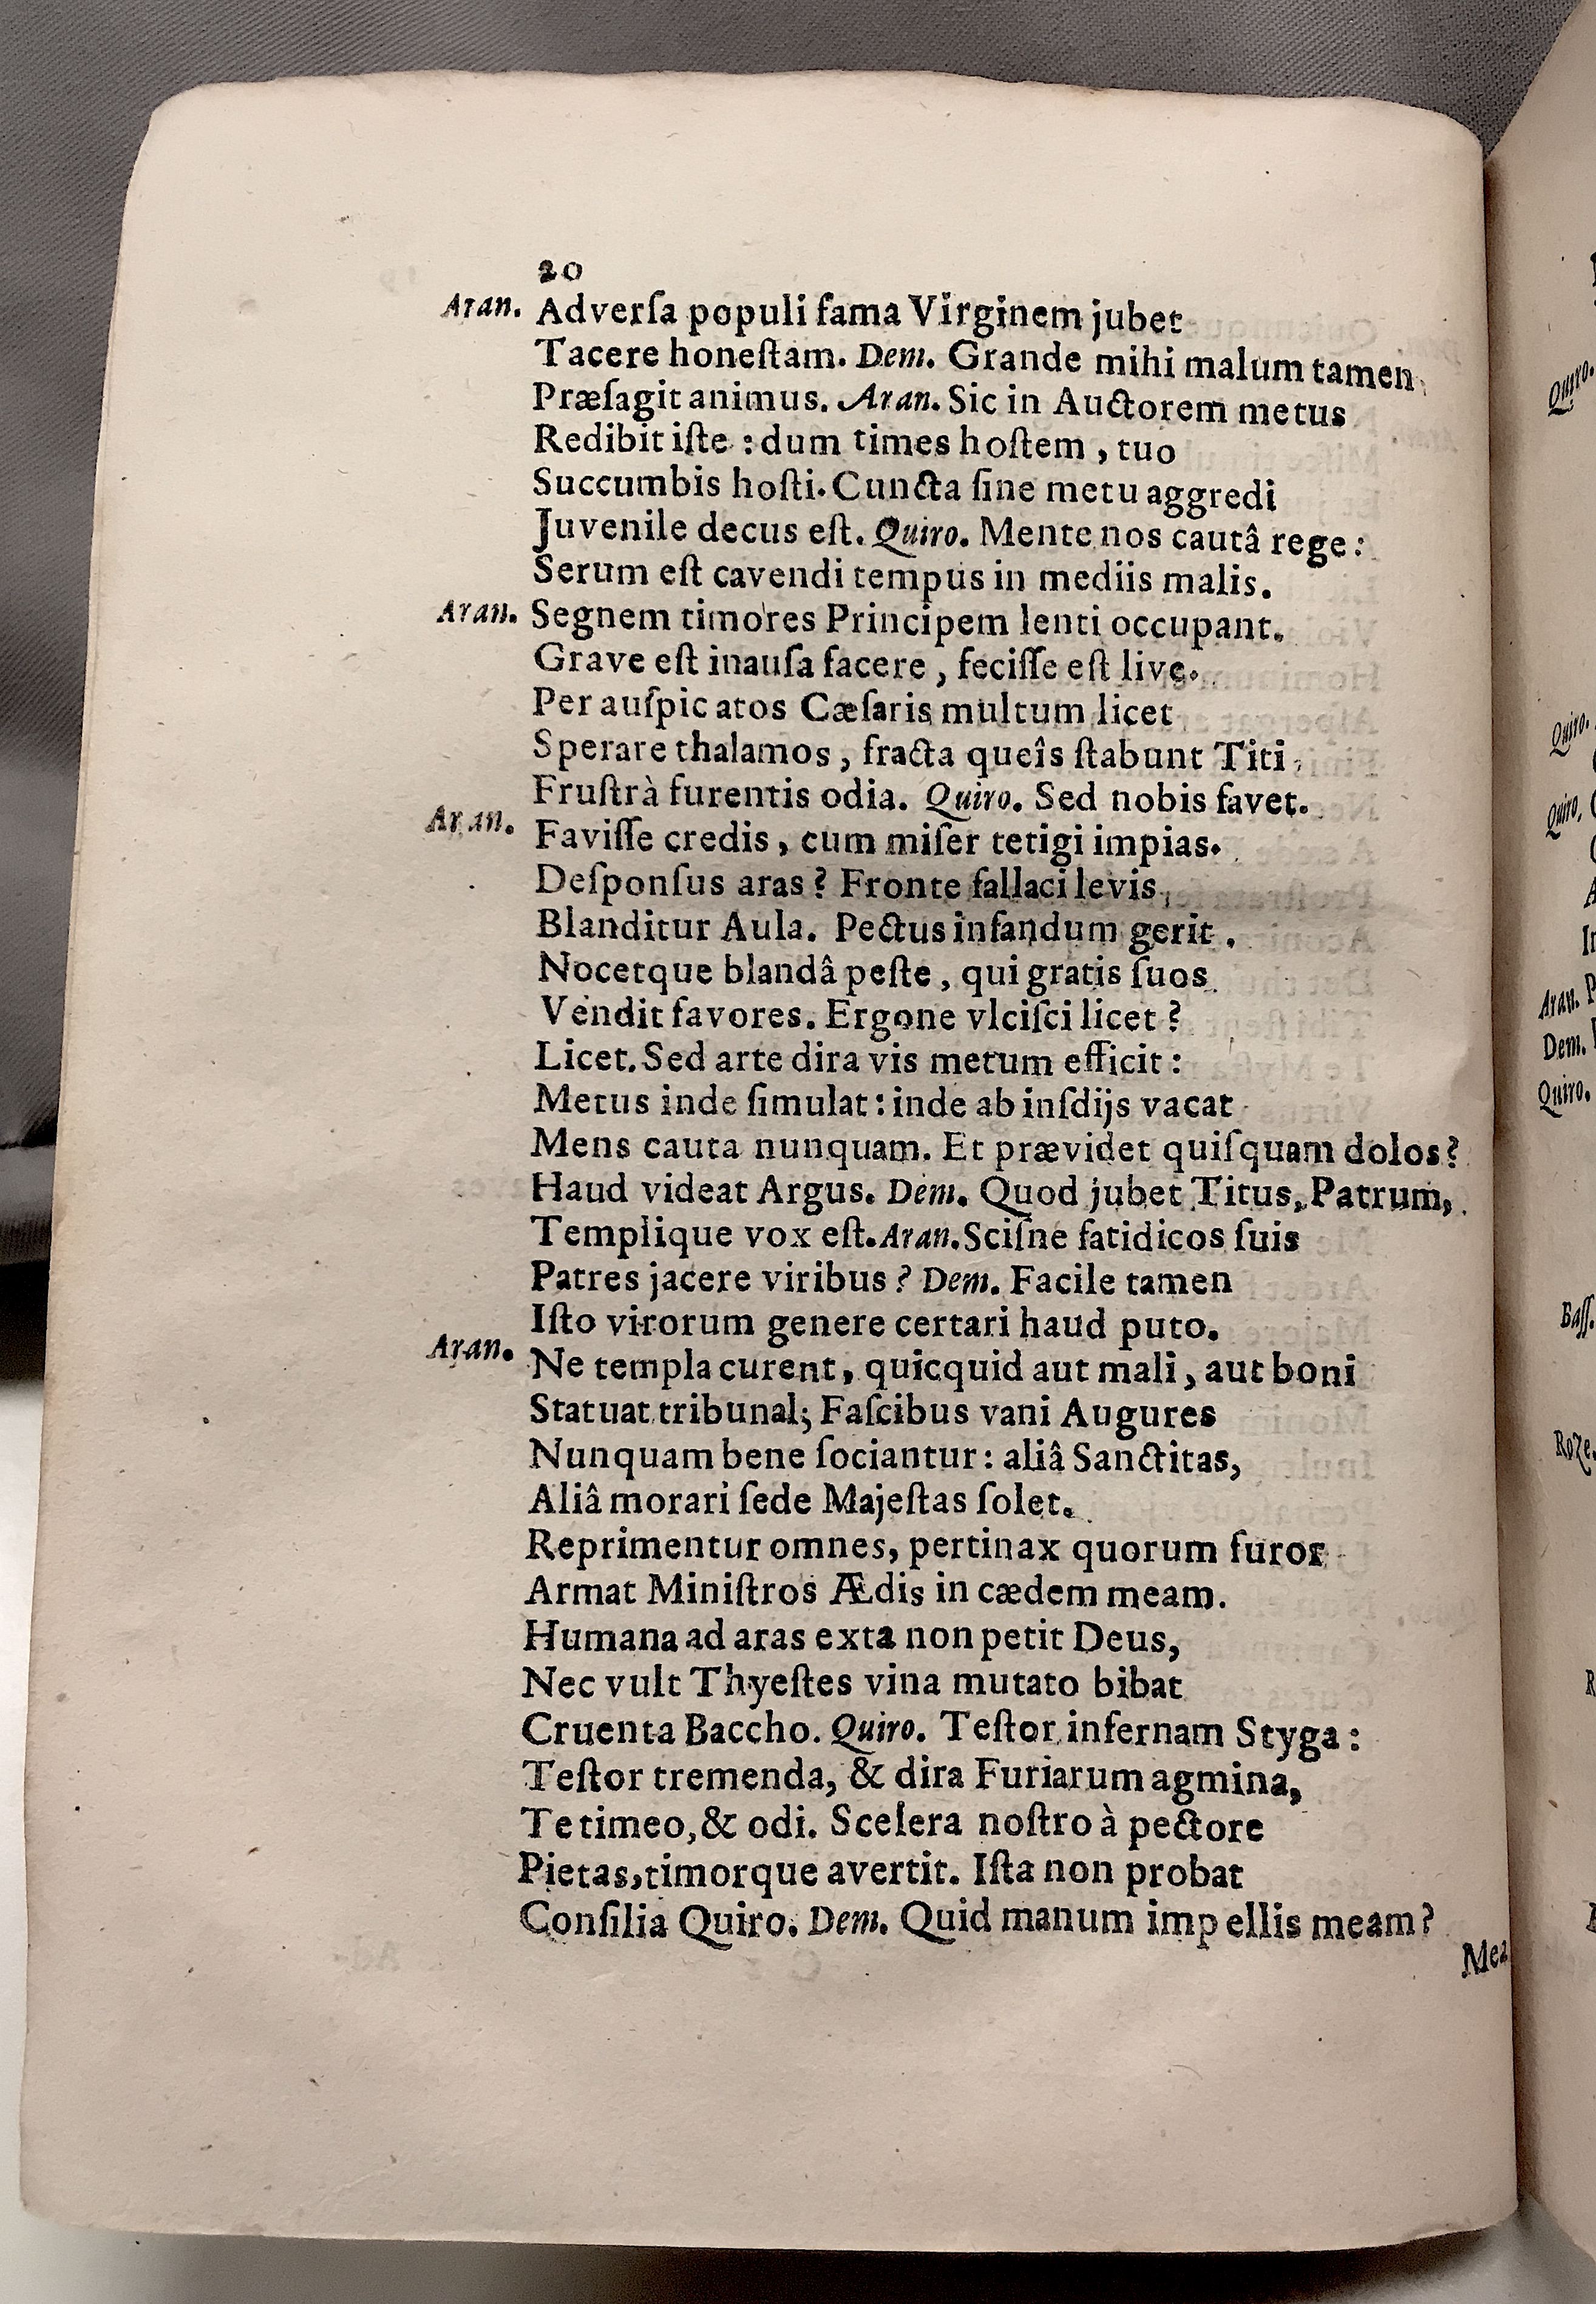 20
Aran. Adverſa populi fama Virginem jubet
Tacere honeſtam. Dem. Grande mihi malum tamen
Præſagit animus. Aran. Sic in Auctorem metus
Redibit iſte : dum times hoſtem , tuo
Succumbis hoſti. Cuncta ſine metu aggredi
Juvenile decus eſt. Quiro. Mente nos cautâ rege :
Serum eſt cavendi tempus in mediis malis.
Aran. Segnem timores Principem lenti occupant.
Grave eſt inauſa facere , feciſſe eſt live.
Per auſpic atos Cæſaris multum licet
Sperare thalamos , fracta queîs ſtabunt Titi
Fruſtrà furentis odia. Quiro. Sed nobis favet.
Aran. Faviſſe credis , cum miſer tetigi impias.
Deſponſus aras ? Fronte fallaci levis
Blanditur Aula. Pectus infandum gerit .
Nocetque blandâ peſte , qui gratis ſuos
Vendit favores. Ergone vlciſci licet ?
Licet. Sed arte dira vis metum efficit :
Metus inde ſimulat : inde ab inſdijs vacat
Mens cauta nunquam. Et prævidet quiſquam dolos ?
Haud videat Argus. Dem. Quod jubet Titus, Patrum,
Templique vox eſt. Aran. Sciſne fatidicos ſuis
Patres jacere viribus ? Dem. Facile tamen
Iſto virorum genere certari haud puto.
Aran. Ne templa curent, quicquid aut mali , aut boni
Statuat tribunal; Faſcibus vani Augures
Nunquam bene ſociantur : aliâ Sanctitas,
Aliâ morari ſede Majeſtas ſolet.
Reprimentur omnes, pertinax quorum furor
Armat Miniſtros Ædis in cædem meam.
Humana ad aras exta non petit Deus,
Nec vult Thyeſtes vina mutato bibat
Cruenta Baccho. Quiro. Teſtor infernam Styga :
Teſtor tremenda, & dira Furiarum agmina,
Te timeo, & odi. Scelera noſtro à pectore
Pietas, timorque avertit. Iſta non probat
Conſilia Quiro. Dem. Quid manum imp ellis meam ?
Mea
Quiro.
Quiro.
Quiro,
Aran. P
Dem.
Quiro.
Baſſ.
Roze.